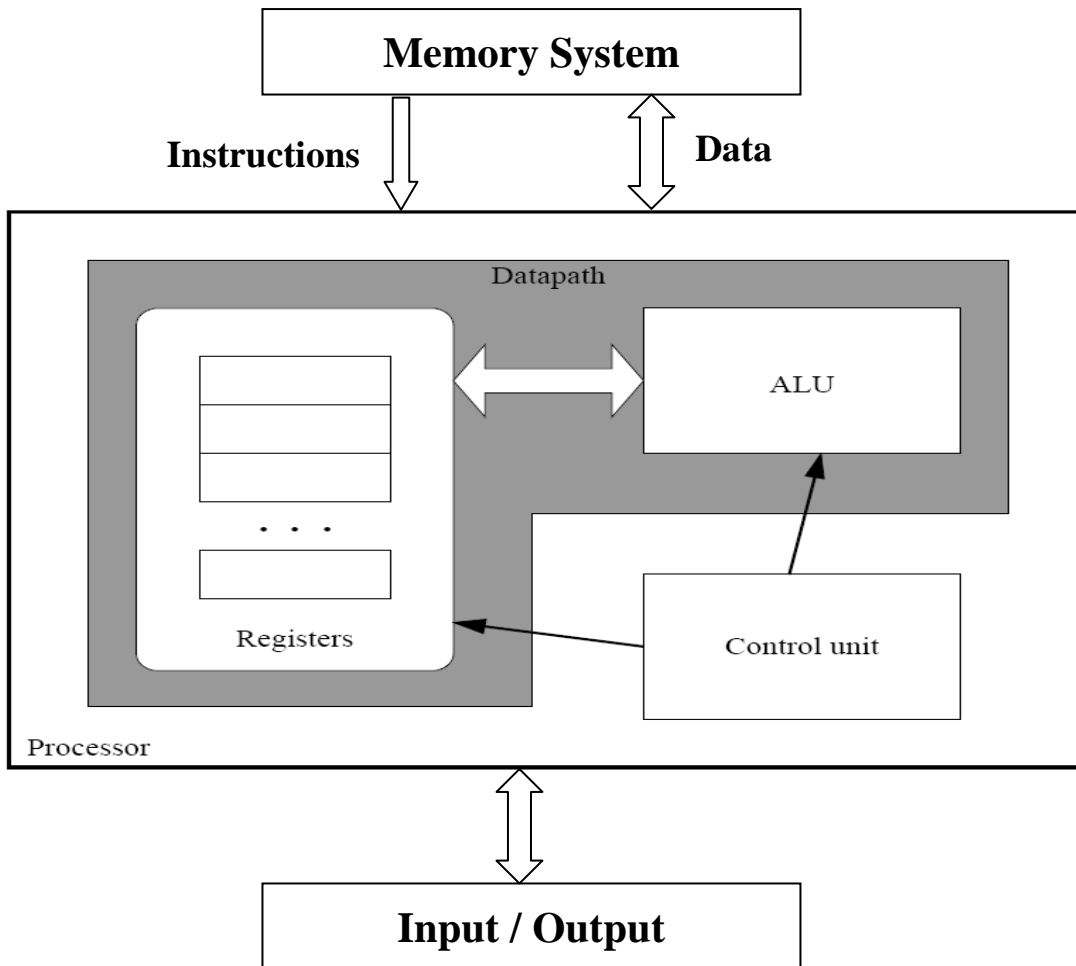 Memory System
Instructions
Data
Datapath
ALU
. . .
Registers
Control unit
Processor
Input / Output